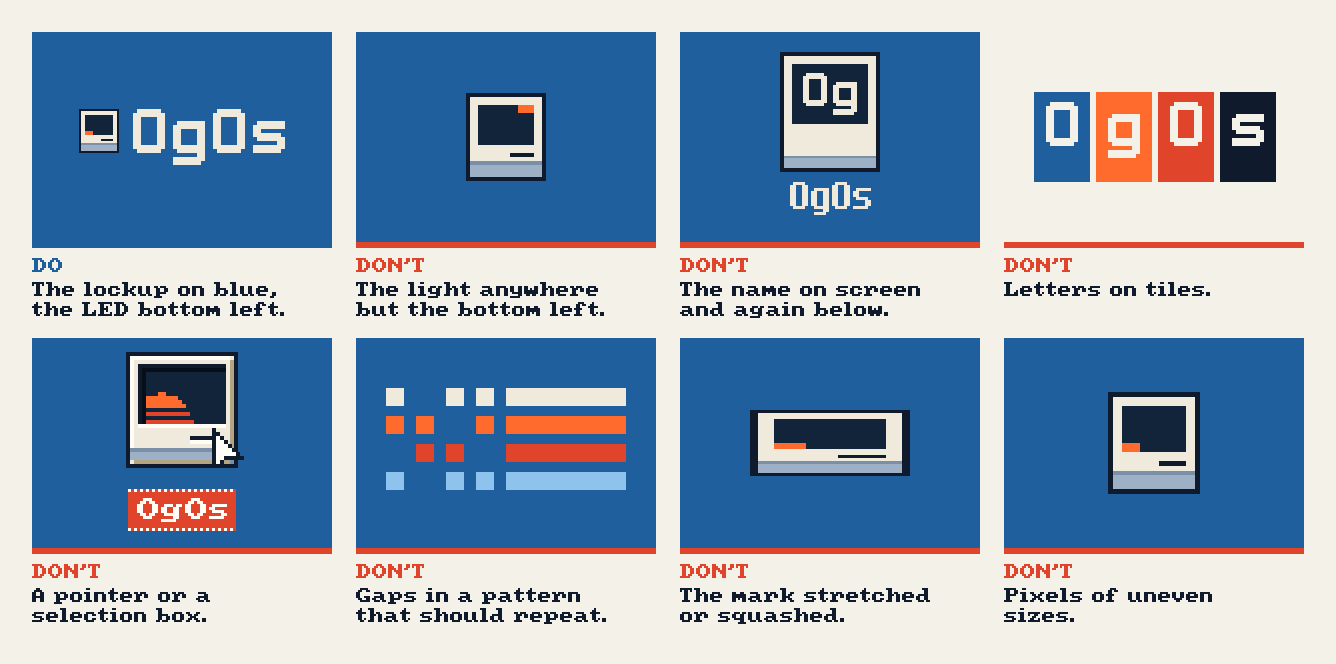 OgOs
Og
OgOs
O g O s
DO
The lockup on blue,
the LED bottom left.
DON'T
The light anywhere
but the bottom left.
DON'T
The name on screen
and again below.
DON'T
Letters on tiles.
OgOs
DON'T
A pointer or a
selection box.
DON'T
Gaps in a pattern
that should repeat.
DON'T
The mark stretched
or squashed.
DON'T
Pixels of uneven
sizes.